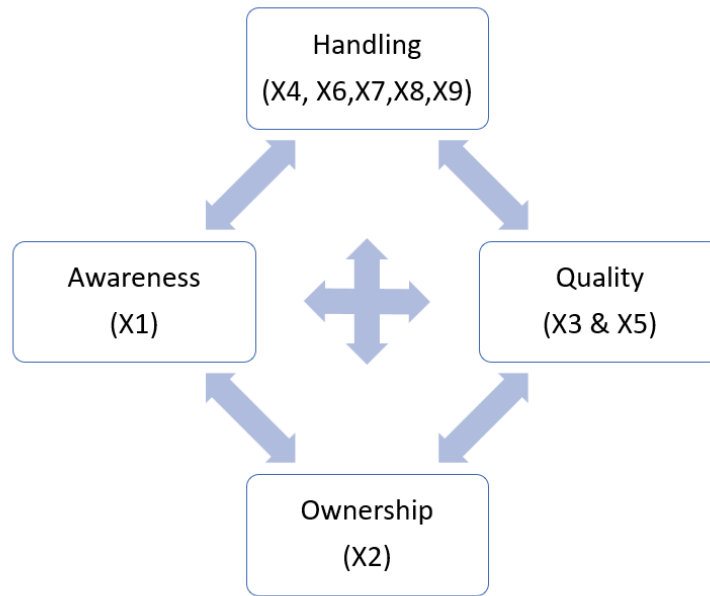 Handling
(X4, X6,X7,X8,X9)
Awareness
(X1)
Quality
(X3 & X5)
Ownership
(X2)